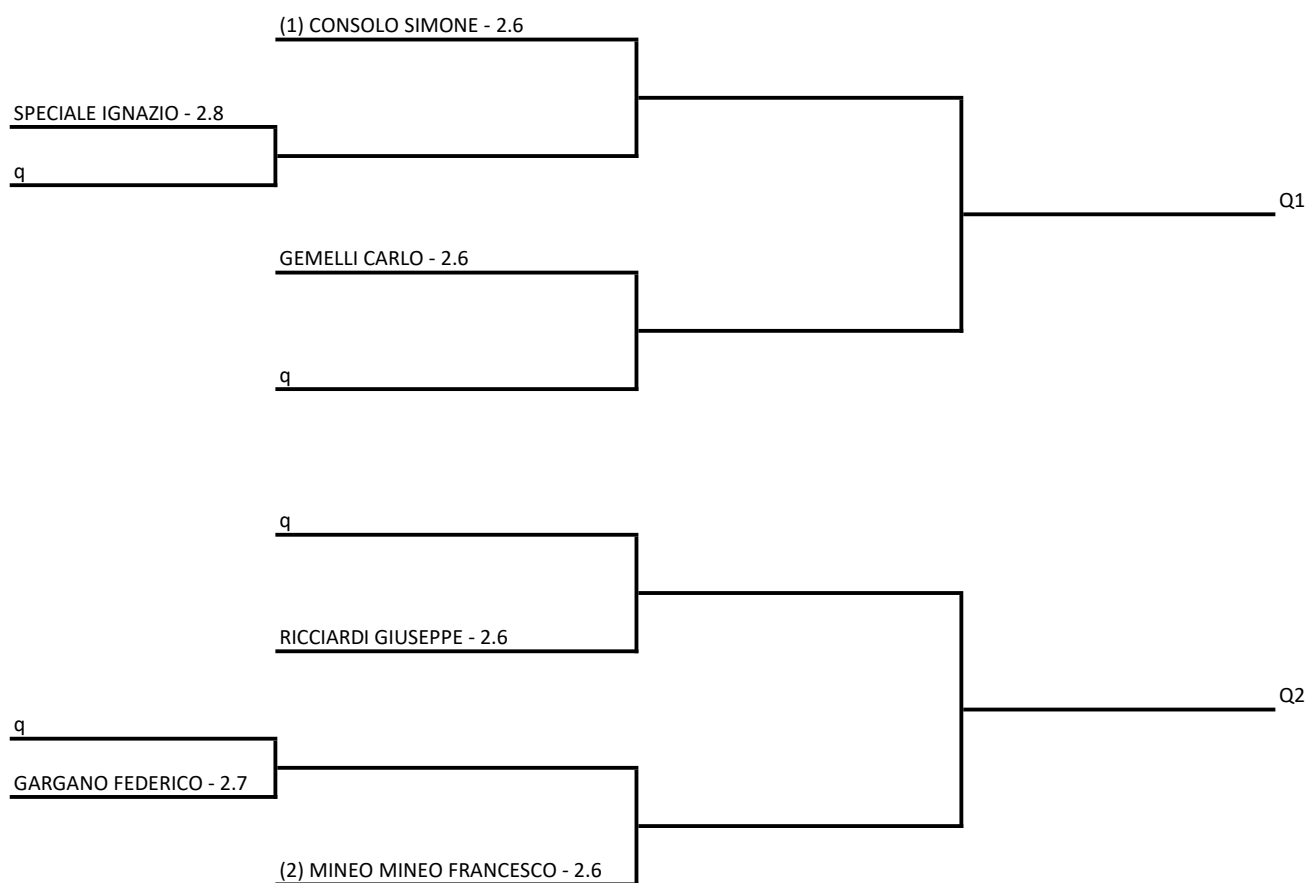 (1) CONSOLO SIMONE - 2.6
SPECIALE IGNAZIO - 2.8
q
Q1
GEMELLI CARLO - 2.6
q
q
RICCIARDI GIUSEPPE - 2.6
Q2
q
GARGANO FEDERICO - 2.7
(2) MINEO MINEO FRANCESCO - 2.6